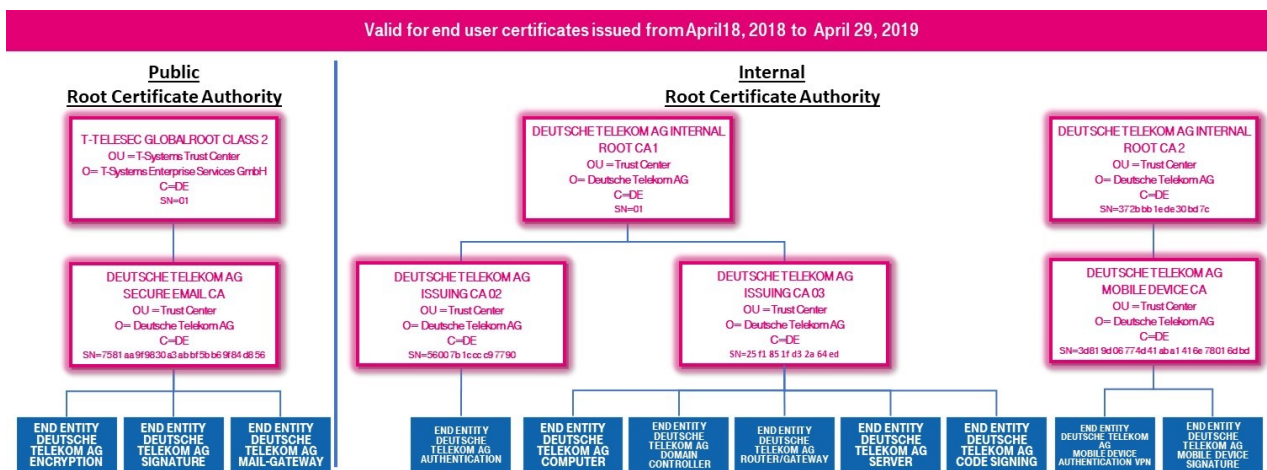 Valid for end user certificates issued from April18, 2018 to April 29, 2019
Public
Root Certificate Authority
Internal
Root Certificate Authority
T-TELESEC GLOBALROOT CLASS 2
OU = T-Systems Trust Center
O= T-Systems Enterprise Services GmbH
C=DE
SN=01
DEUTSCHE TELEKOM AG INTERNAL
ROOT CA 1
OU = Trust Center
O= Deutsche Telekom AG
C=DE
SN=01
DEUTSCHE TELEKOM AG INTERNAL
ROOT CA 2
OU = Trust Center
O= Deutsche Telekom AG
C=DE
SN=372b bb 1e de 30 bd 7c
DEUTSCHE TELEKOM AG
SECURE EMAIL CA
OU = Trust Center
O= Deutsche Telekom AG
C=DE
SN=7581 aa 9f 9830 a3 ab bf 5b b6 9f 84 d8 56
DEUTSCHE TELEKOM AG
ISSUING CA 02
OU = Trust Center
O= Deutsche Telekom AG
C=DE
SN=5600 7b 1c cc c9 77 90
DEUTSCHE TELEKOM AG
ISSUING CA 03
OU = Trust Center
O= Deutsche Telekom AG
C=DE
SN=25 f1 85 1f d3 2a 64 ed
DEUTSCHE TELEKOM AG
MOBILE DEVICE CA
OU = Trust Center
O= Deutsche Telekom AG
C=DE
SN=3d81 9d 06 77 4d 41 ab a1 41 6e 78 01 6d bd
END ENTITY
DEUTSCHE
TELEKOM AG
ENCRYPTION
END ENTITY
DEUTSCHE
TELEKOM AG
SIGNATURE
END ENTITY
DEUTSCHE
TELEKOM AG
MAIL-GATEWAY
END ENTITY
DEUTSCHE
TELEKOM AG
AUTHENTICATION
END ENTITY
DEUTSCHE
TELEKOM AG
COMPUTER
END ENTITY
DEUTSCHE
TELEKOM AG
DOMAIN
CONTROLLER
END ENTITY
DEUTSCHE
TELEKOM AG
ROUTER/GATEWAY
END ENTITY
DEUTSCHE
TELEKOM AG
SERVER
END ENTITY
DEUTSCHE
TELEKOM AG
CODE SIGNING
END ENTITY
DEUTSCHE TELEKOM
AG
MOBILE DEVICE
AUTHENTICATION VPN
END ENTITY
DEUTSCHE
TELEKOM AG
MOBILE DEVICE
SIGNATURE